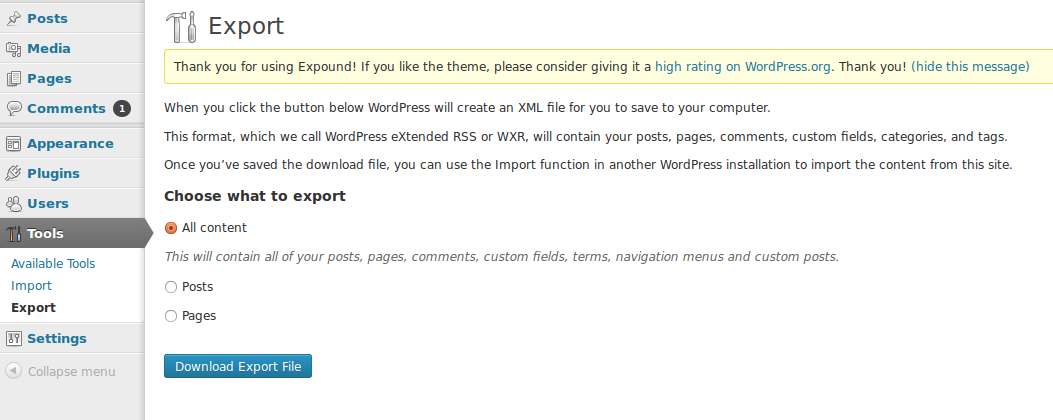 Posts
Media
Pages
Comments 1
Appearance
Plugins
Users
Tools
Available Tools
Import
Export
Settings
Collapse menu
Export
Thank you for using Expound! If you like the theme, please consider giving it a high rating on WordPress.org. Thank you! (hide this message)
When you click the button below WordPress will create an XML file for you to save to your computer.
This format, which we call WordPress eXtended RSS or WXR, will contain your posts, pages, comments, custom fields, categories, and tags.
Once you’ve saved the download file, you can use the Import function in another WordPress installation to import the content from this site.
Choose what to export
All content
This will contain all of your posts, pages, comments, custom fields, terms, navigation menus and custom posts.
Posts
Pages
Download Export File